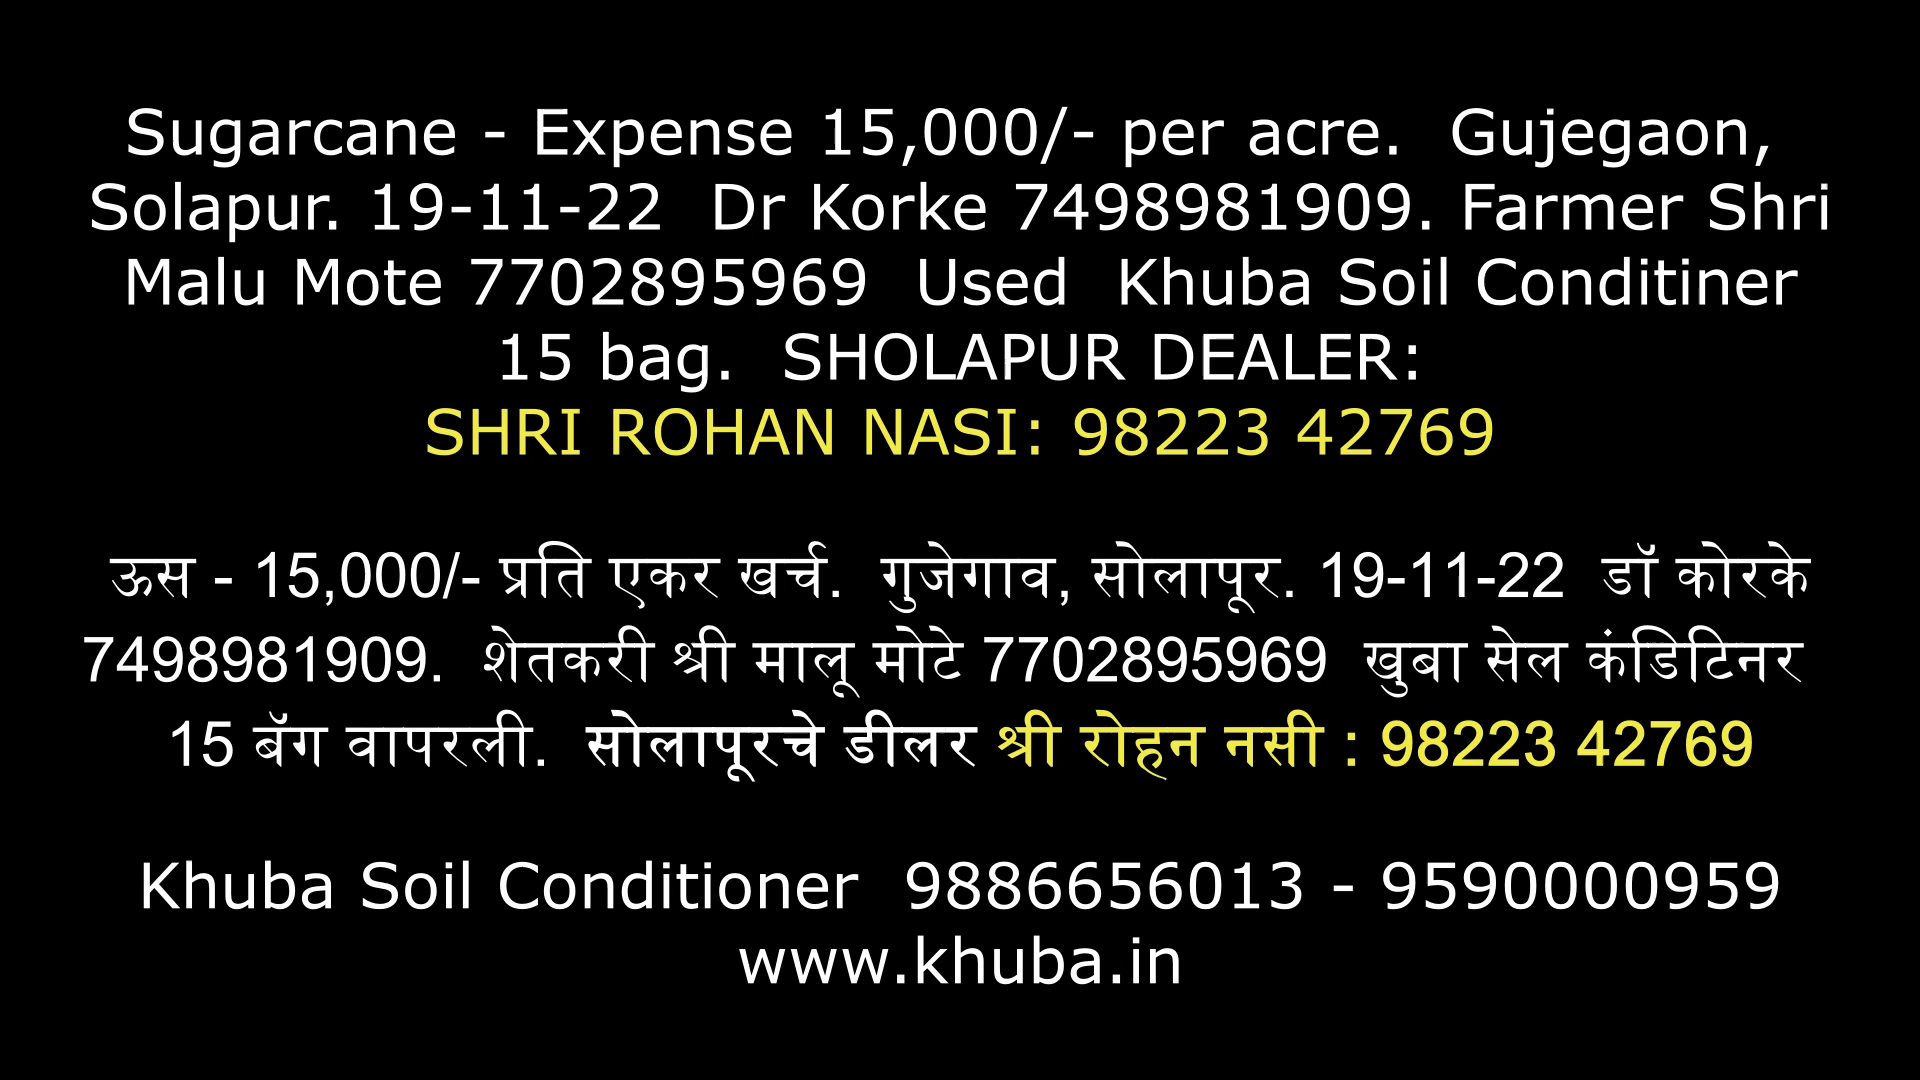 Sugarcane - Expense 15,000/- per acre. Gujegaon,
Solapur. 19-11-22 Dr Korke 7498981909. Farmer Shri
Malu Mote 7702895969 Used Khuba Soil Conditiner
15 bag. SHOLAPUR DEALER:
SHRI ROHAN NASI: 98223 42769
ऊस - 15,000/- प्रति एकर खर्च. गुजेगाव, सोलापूर. 19-11-22 डॉ कोरके
7498981909. शेतकरी श्री मालू मोटे 7702895969 खुबा सेल कंडिटिनर
15 बॅग वापरली. सोलापूरचे डीलर श्री रोहन नसी : 98223 42769
Khuba Soil Conditioner 9886656013 - 9590000959
www.khuba.in